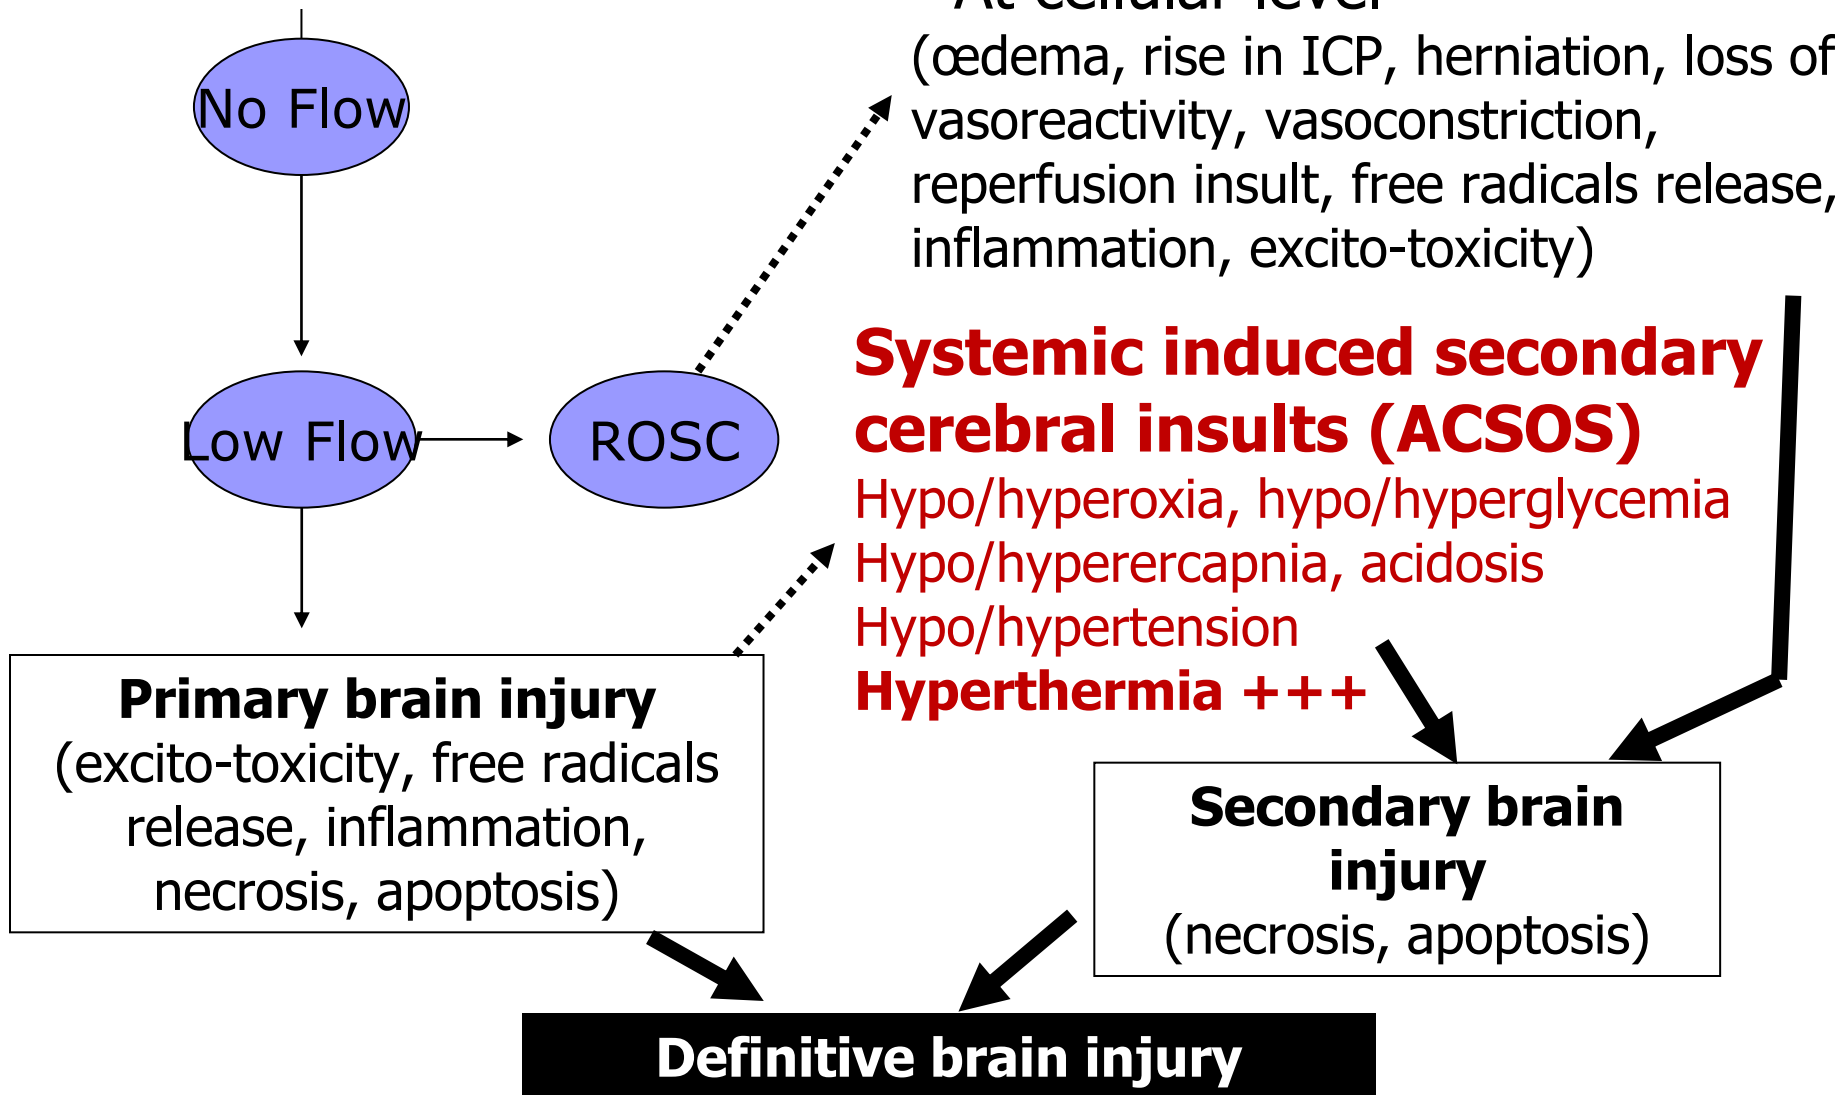 At cellular level
(œdema, rise in ICP, herniation, loss of
vasoreactivity, vasoconstriction,
reperfusion insult, free radicals release,
inflammation, excito-toxicity)
No Flow
Low Flow
ROSC
Systemic induced secondary
cerebral insults (ACSOS)
Hypo/hyperoxia, hypo/hyperglycemia
Hypo/hyperercapnia, acidosis
Hypo/hypertension
Hyperthermia +++
Primary brain injury
(excito-toxicity, free radicals
release, inflammation,
necrosis, apoptosis)
Secondary brain
injury
(necrosis, apoptosis)
Definitive brain injury